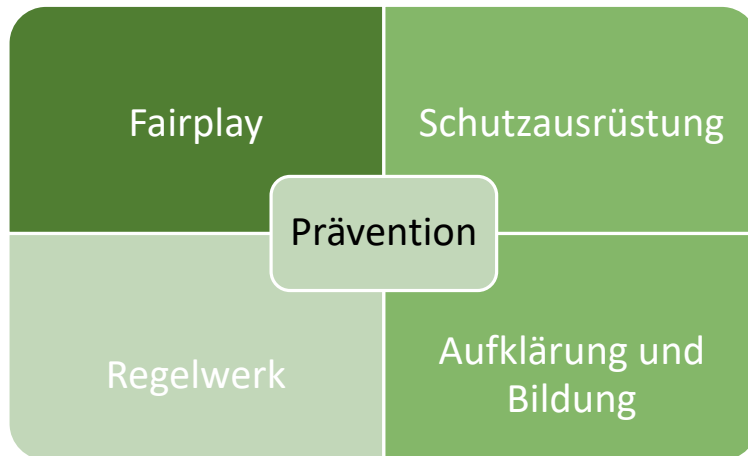 Fairplay
Schutzausrüstung
Prävention
Regelwerk
Aufklärung und
Bildung